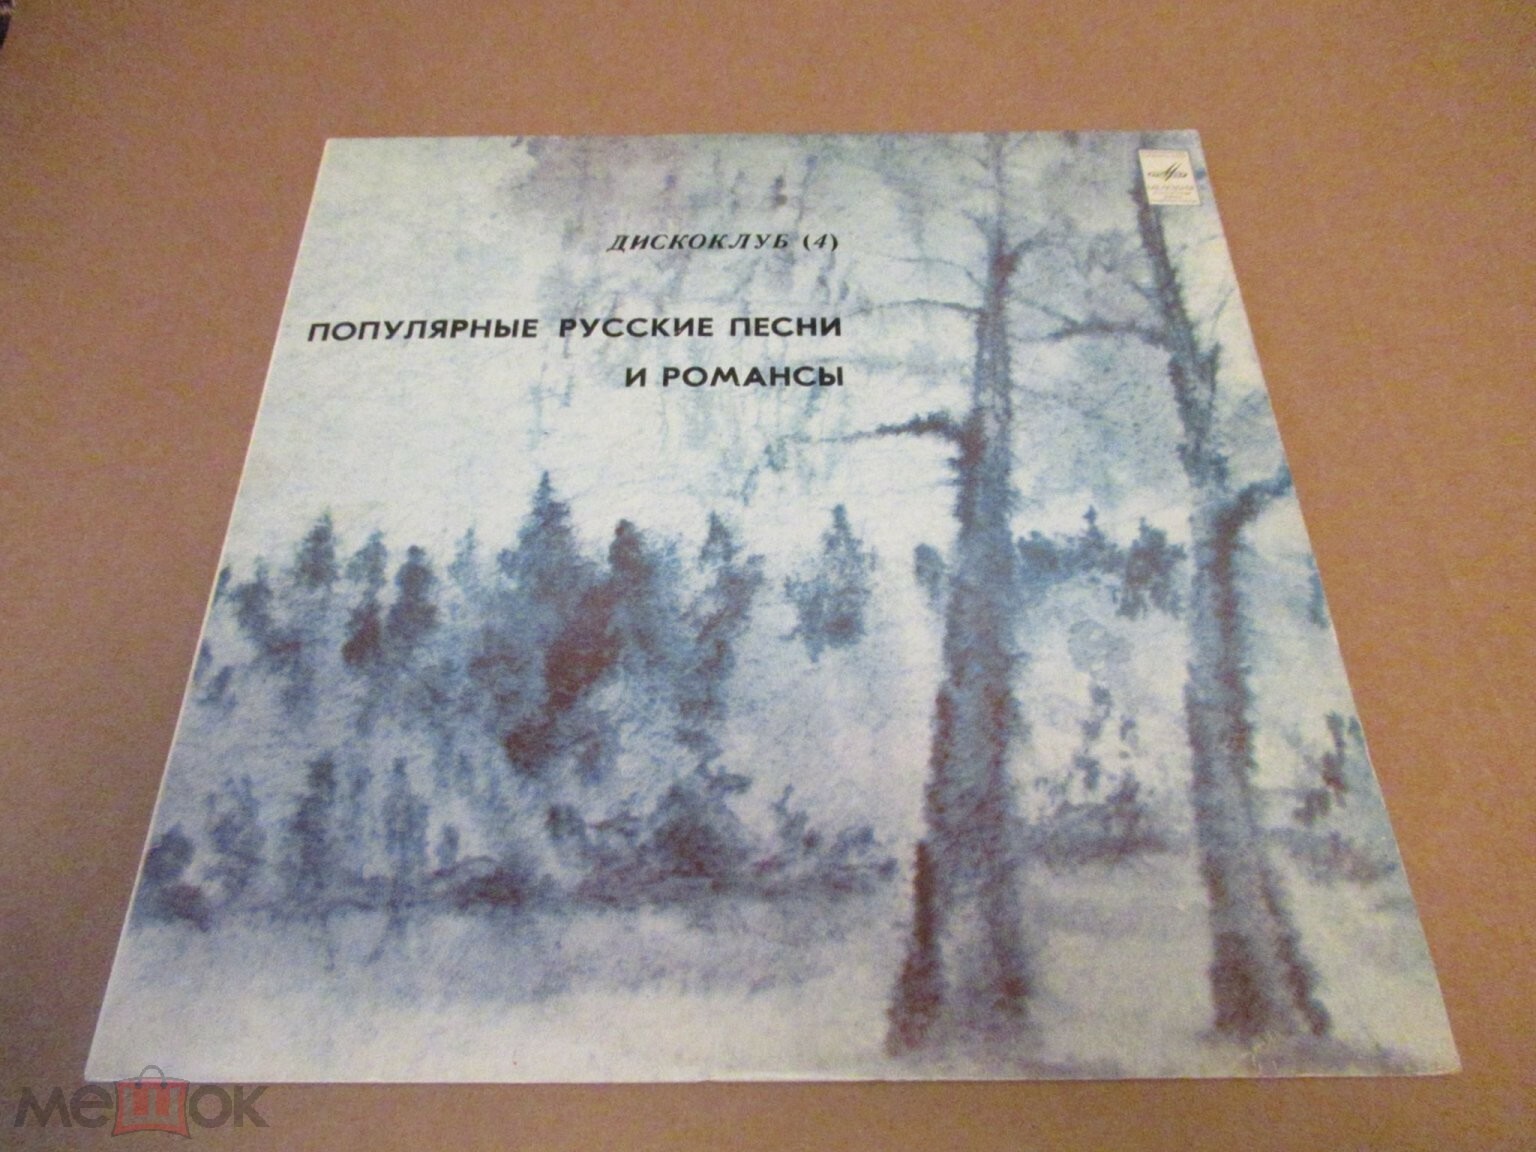 ДИСКОКЛУБ (4)
ПОПУЛЯРНЫЕ РУССКИЕ ПЕСНИ
И РОМАНСЫ
мешок